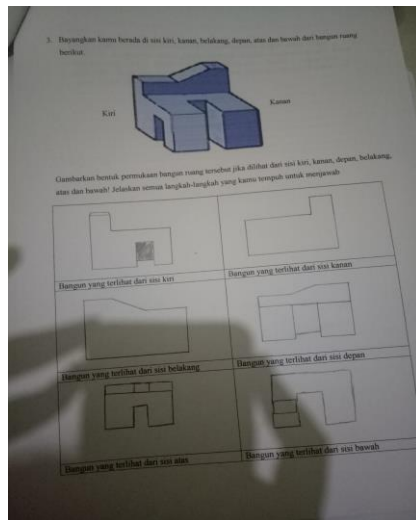 3. Bayangkan kamu berada di sisi kiri, kanan, belakang, depan, atas dan bawah dari bangun ruang
berikut.
Kiri
Kanan
Gambarkan bentuk permukaan bangun ruang tersebut jika dilihat dari sisi kiri, kanan, depan, belakang,
atas dan bawah! Jelaskan semua langkah-langkah yang kamu tempuh untuk menjawab
Bangun yang terlihat dari sisi kiri
Bangun yang terlihat dari sisi kanan
Bangun yang terlihat dari sisi belakang
Bangun yang terlihat dari sisi depan
Bangun yang terlihat dari sisi atas
Bangun yang terlihat dari sisi bawah